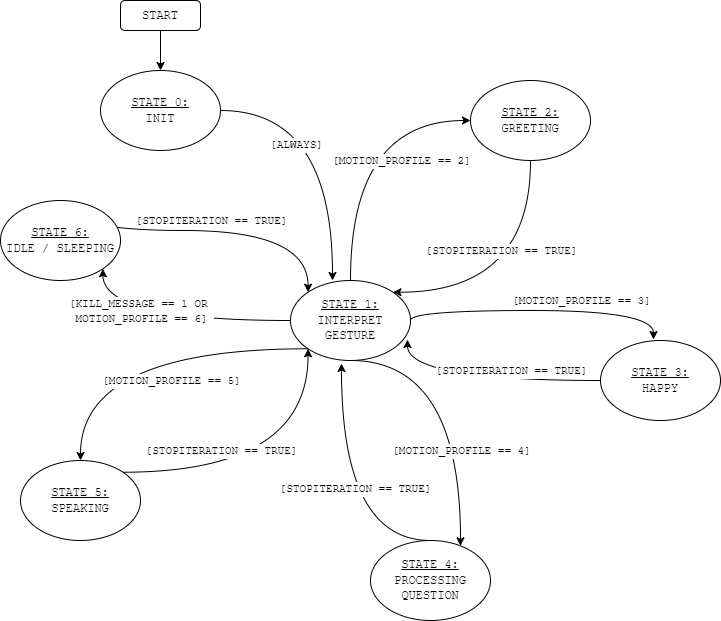 START
STATE 0:
INIT
[ALWAYS]
STATE 2:
GREETING
[MOTION_PROFILE == 2]
[STOPITERATION == TRUE]
STATE 6:
IDLE / SLEEPING
[STOPITERATION == TRUE]
[KILL_MESSAGE == 1 OR
MOTION_PROFILE == 6]
STATE 1:
INTERPRET
GESTURE
[MOTION_PROFILE == 3]
[STOPITERATION == TRUE]
STATE 3:
HAPPY
[MOTION_PROFILE == 5]
[STOPITERATION == TRUE]
STATE 5:
SPEAKING
[MOTION_PROFILE == 4]
[STOPITERATION == TRUE]
STATE 4:
PROCESSING
QUESTION